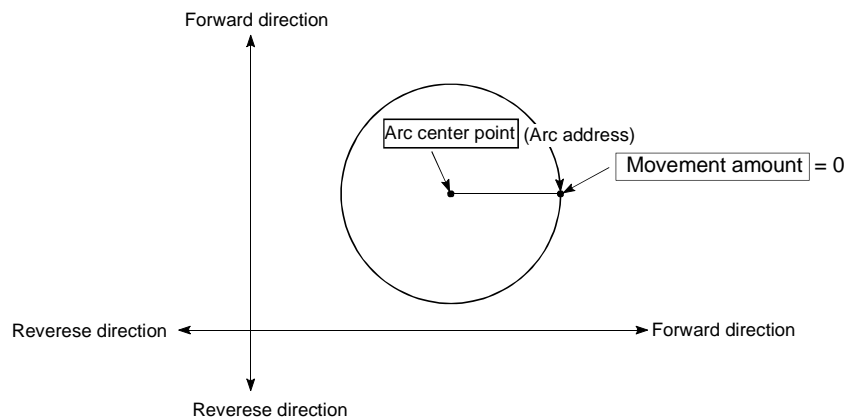 Forward direction
Arc center point (Arc address)
Movement amount = 0
Reverese direction
Forward direction
Reverese direction